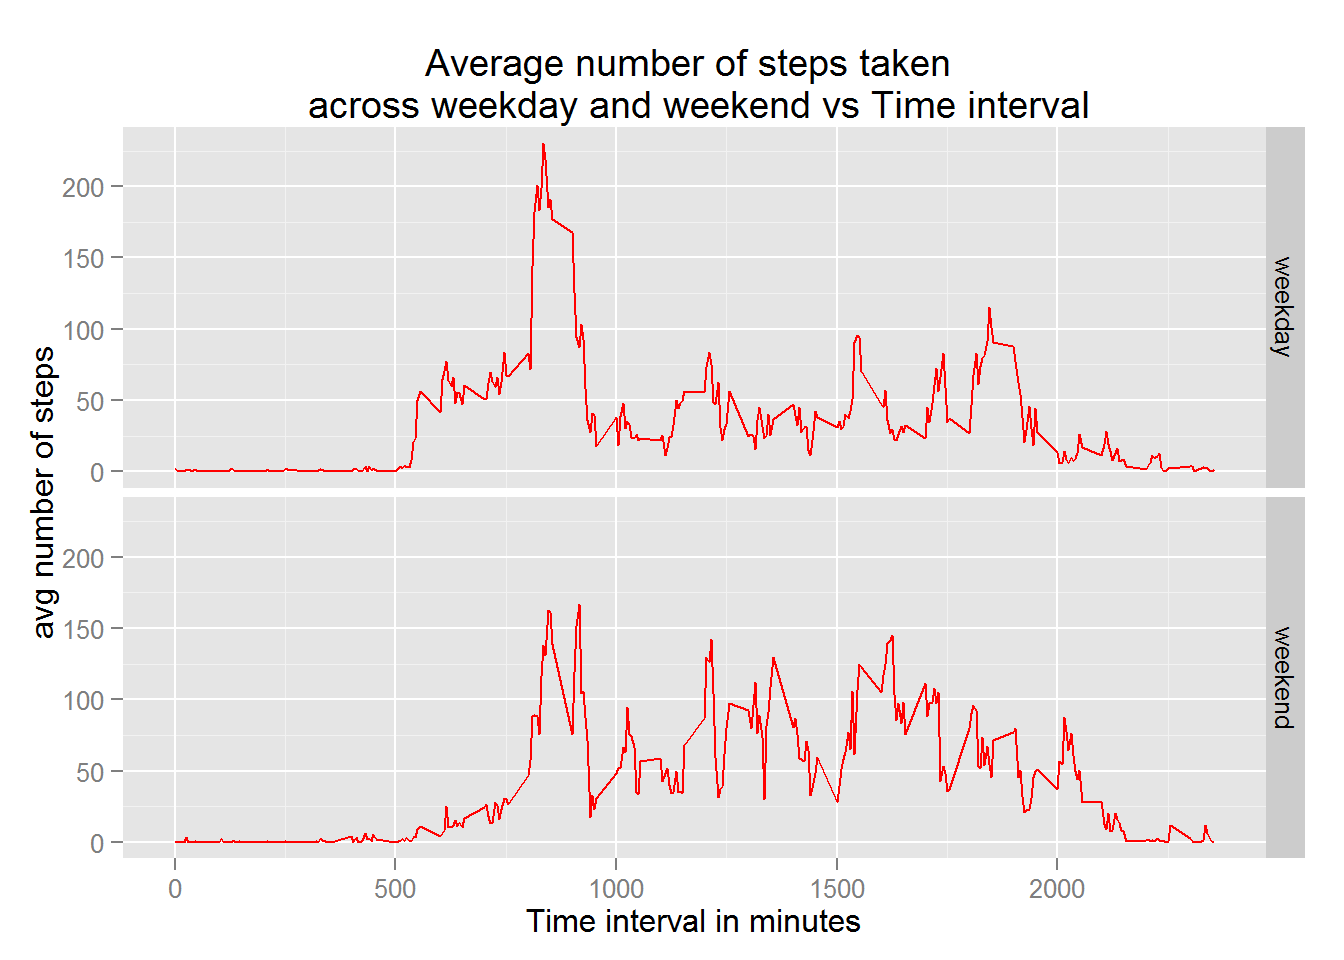 Average number of steps taken
across weekday and weekend vs Time interval
avg number of steps
200
150
100
50
0
weekday
200
150
100
50
0
weekend
0 500 1000 1500 2000
Time interval in minutes